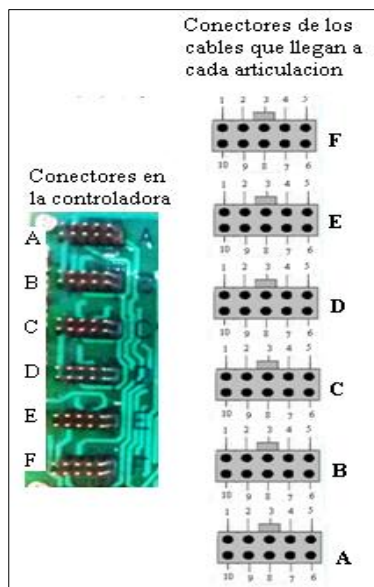 Conectores de los
cables que llegan a
cada articulacion
1 2 3 4 5
F
10 9 8 7 6
1 2 3 4 5
E
10 9 8 7 6
1 2 3 4 5
D
10 9 8 7 6
1 2 3 4 5
C
10 9 8 7 6
1 2 3 4 5
B
10 9 8 7 6
1 2 3 4 5
A
10 9 8 7 6
Conectores en
la controladora
A A
B
C C
D
E E
F F